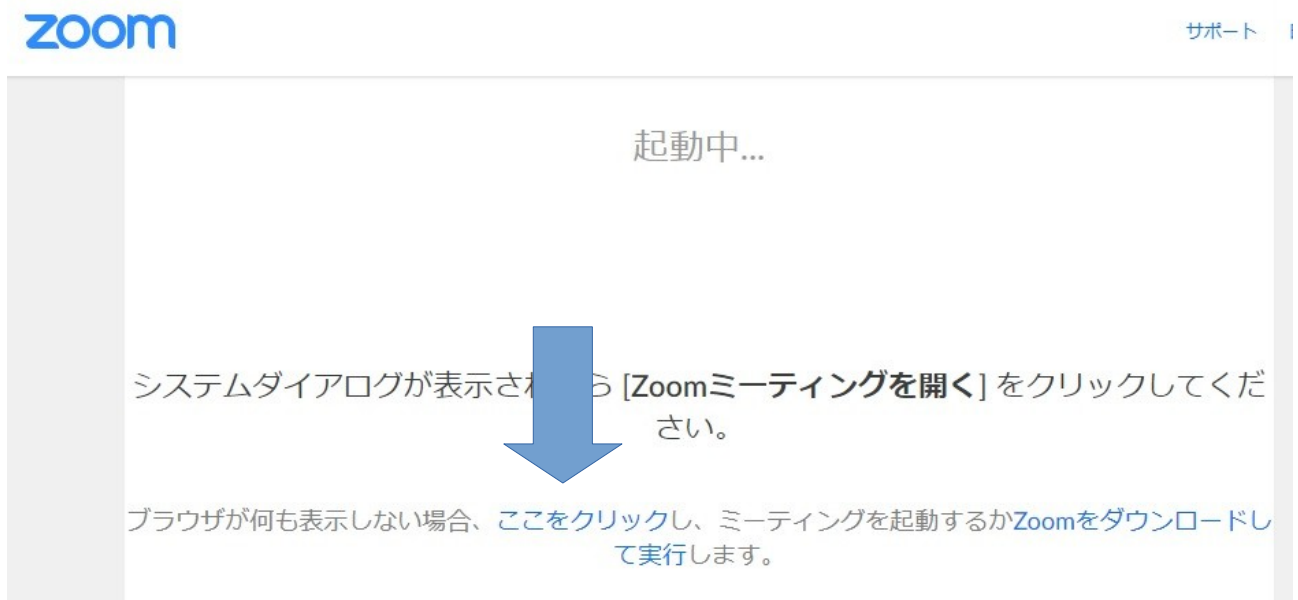 zoom
サポート
起動中...
システムダイアログが表示さ ら [Zoomミーティングを開く] をクリックしてくだ
さい。
ブラウザが何も表示しない場合、ここをクリックし、ミーティングを起動するかZoomをダウンロードし
て実行します。